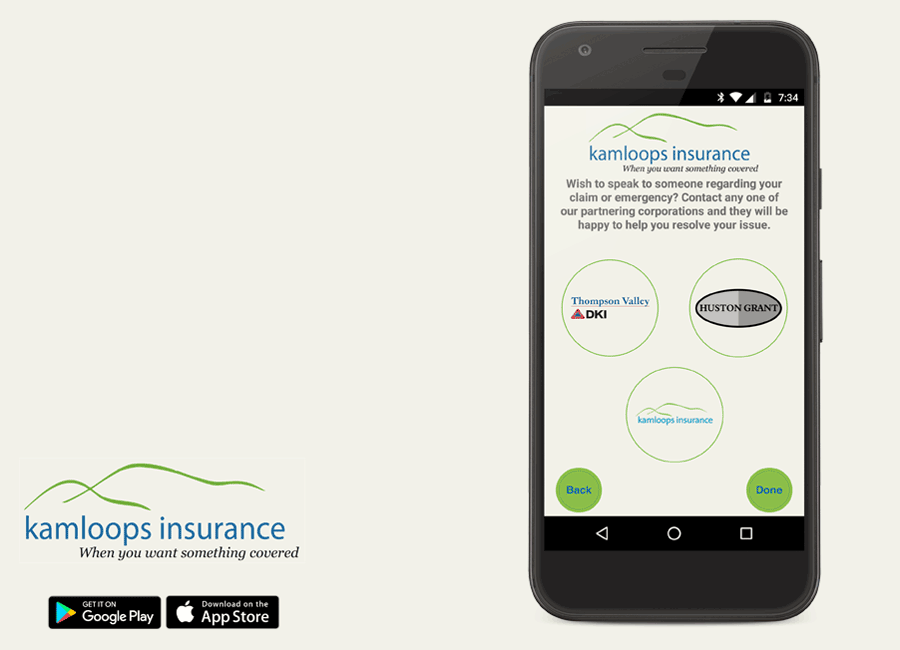 7:34
kamloops insurance
When you want something covered
Wish to speak to someone regarding your
claim or emergency? Contact any one of
our partnering corporations and they will be
happy to help you resolve your issue.
Thompson Valley
DKI
HUSTON GRANT
kamloops insurance
Back
Done
kamloops insurance
When you want something covered
GET IT ON
Google Play
Download on the
App Store